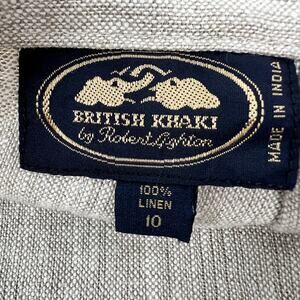 BRITISH KHAKI
by Robert Lighton
MADE IN INDIA
100%
LINEN
10